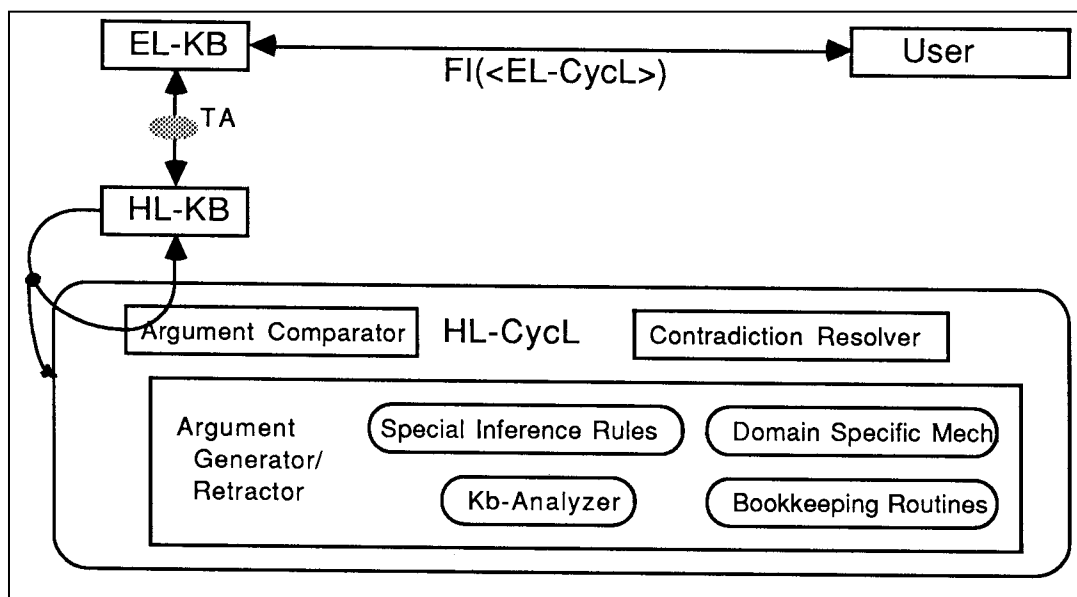 EL-KB
User
FI(<EL-CycL>)
TA
HL-KB
Argument Comparator
HL-CycL
Contradiction Resolver
Argument
Generator/
Retractor
Special Inference Rules
Domain Specific Mech.
Kb-Analyzer
Bookkeeping Routines